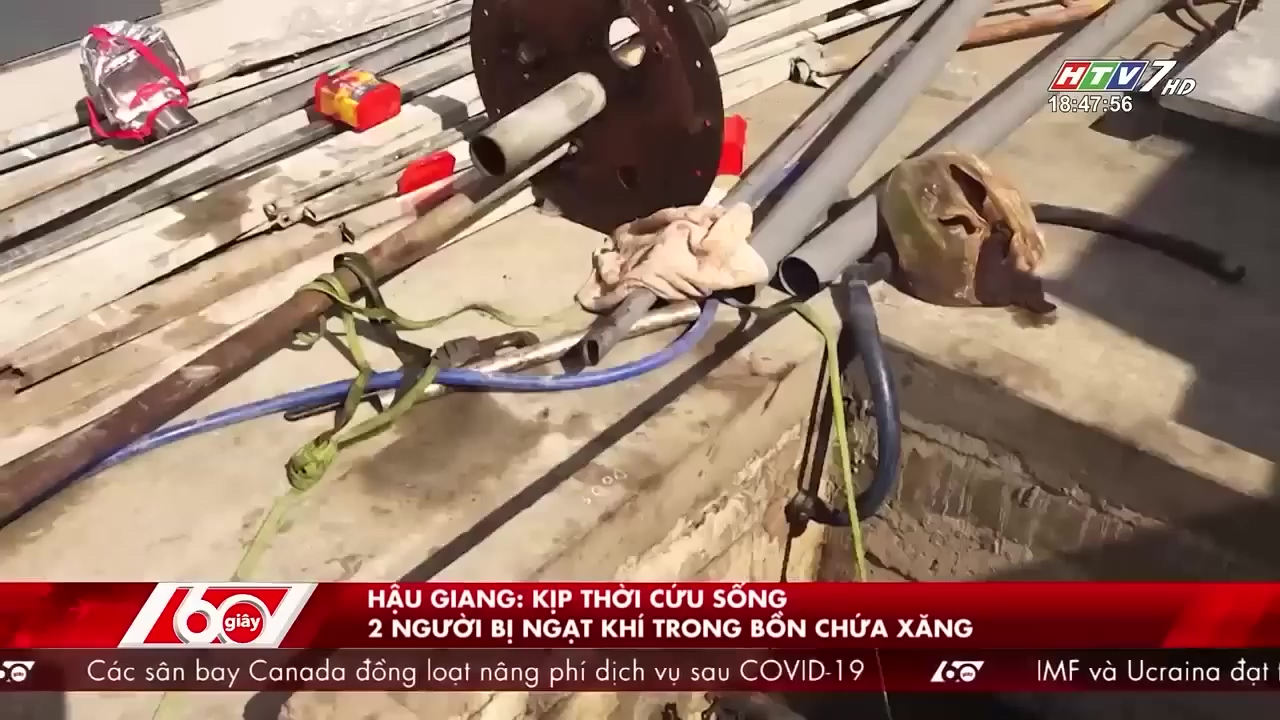 HTV7 HD
18:47:56
HẬU GIANG: KỊP THỜI CỨU SỐNG
2 NGƯỜI BỊ NGẠT KHÍ TRONG BỒN CHỨA XĂNG
60 giây
Các sân bay Canada đồng loạt nâng phí dịch vụ sau COVID-19
60 giây
IMF và Ucraina đạt